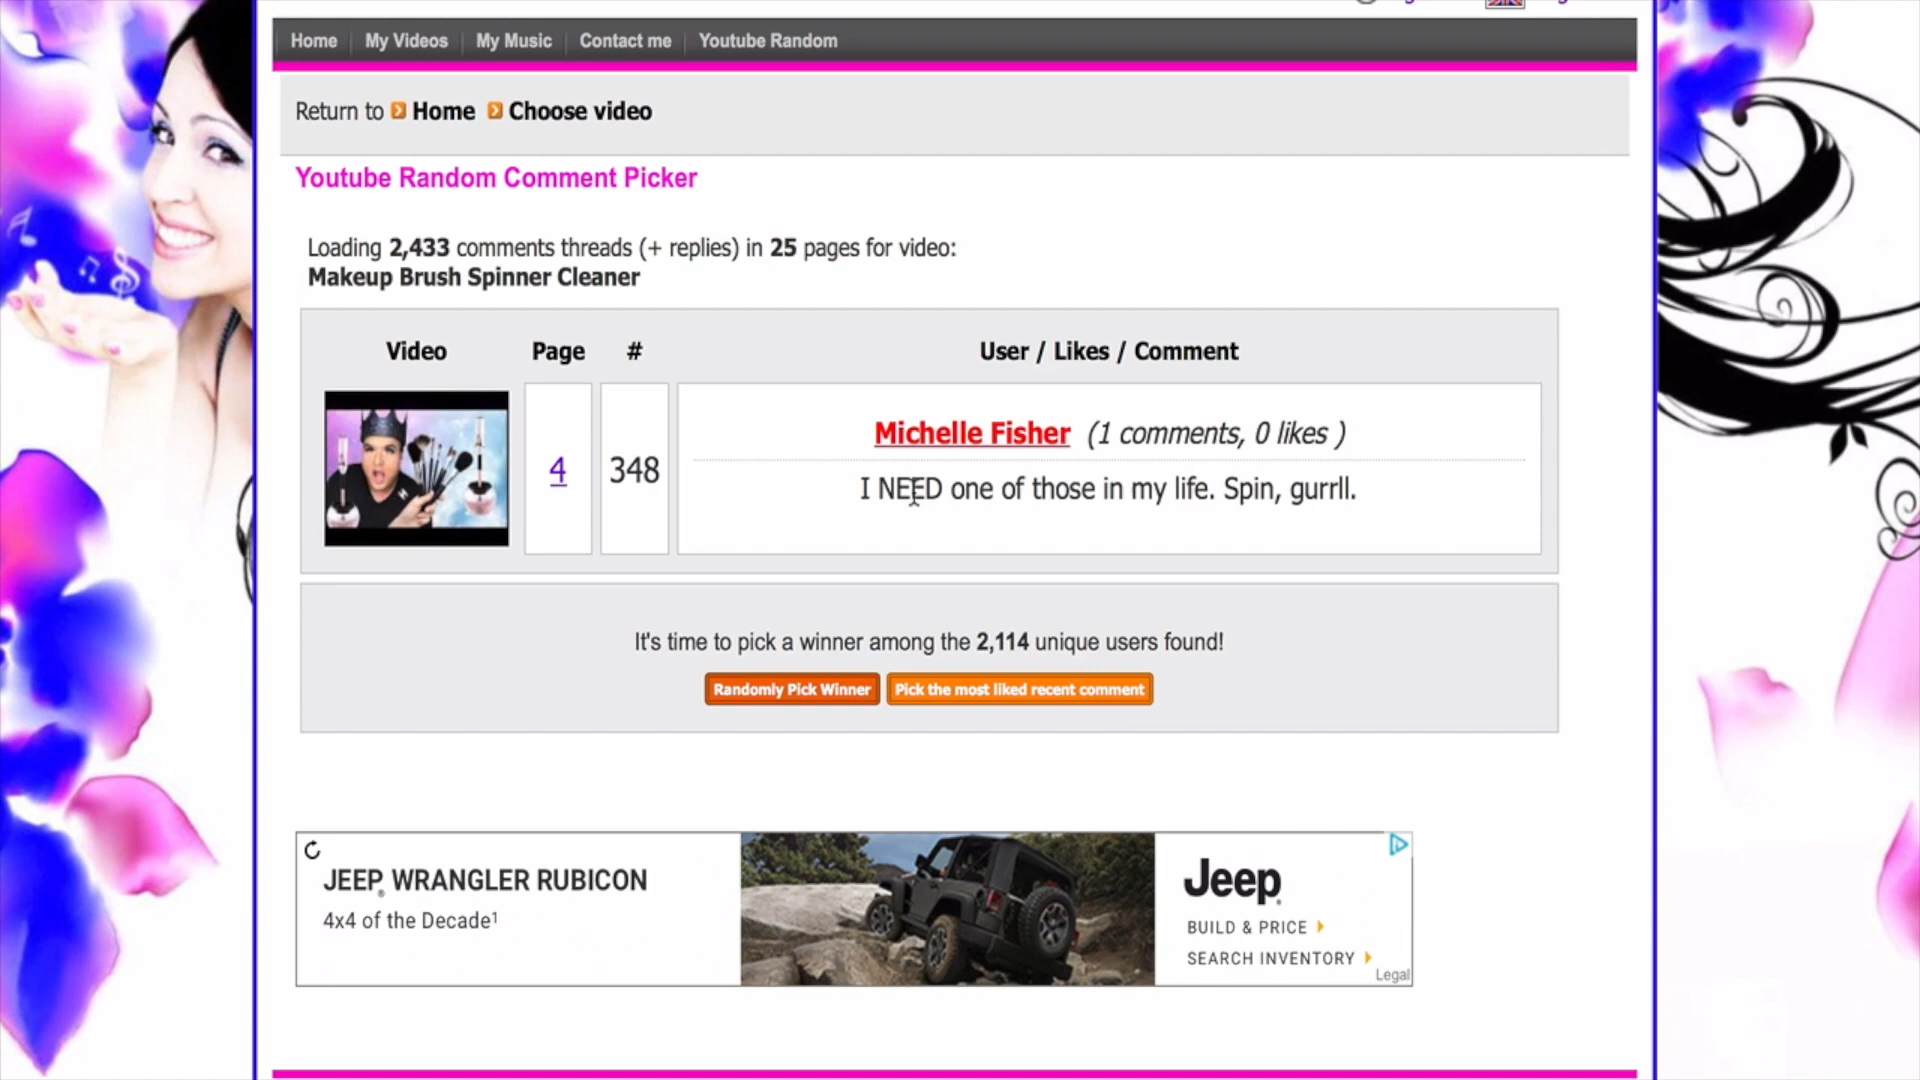 Home My Videos My Music Contact me Youtube Random
Return to Home Choose video
Youtube Random Comment Picker
Loading 2,433 comments threads (+ replies) in 25 pages for video:
Makeup Brush Spinner Cleaner
Video Page # User / Likes / Comment
Michelle Fisher (1 comments, 0 likes )
4 348
I NEED one of those in my life. Spin, gurrll.
It's time to pick a winner among the 2,114 unique users found!
Randomly Pick Winner Pick the most liked recent comment
JEEP® WRANGLER RUBICON
4x4 of the Decade¹
Jeep®
BUILD & PRICE
SEARCH INVENTORY
Legal